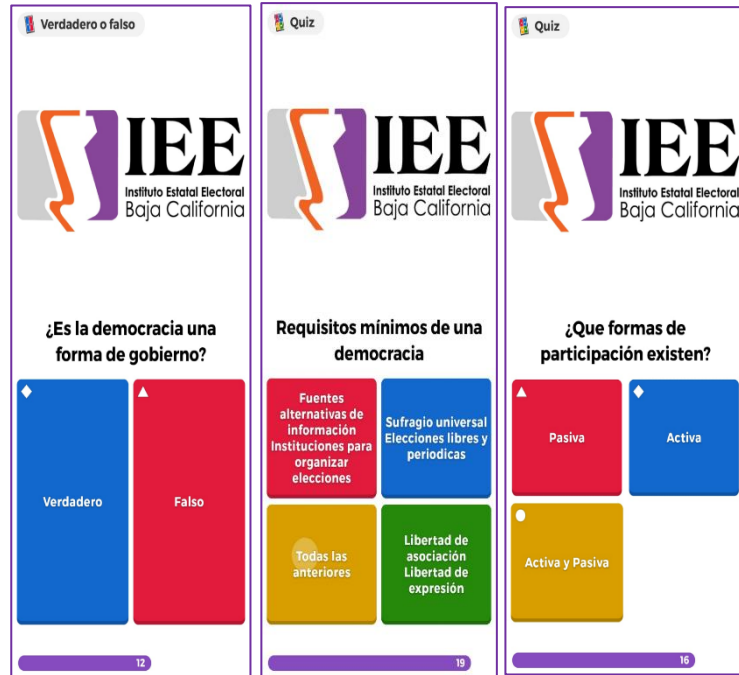 Verdadero o falso
IEE
Instituto Estatal Electoral
Baja California
¿Es la democracia una
forma de gobierno?
Verdadero
Falso
12
Quiz
IEE
Instituto Estatal Electoral
Baja California
Requisitos mínimos de una
democracia
Fuentes
alternativas de
información
Instituciones para
organizar
elecciones
Sufragio universal
Elecciones libres y
periodicas
Todas las
anteriores
Libertad de
asociación
Libertad de
expresión
19
Quiz
IEE
Instituto Estatal Electoral
Baja California
¿Que formas de
participación existen?
Pasiva
Activa
Activa y Pasiva
16